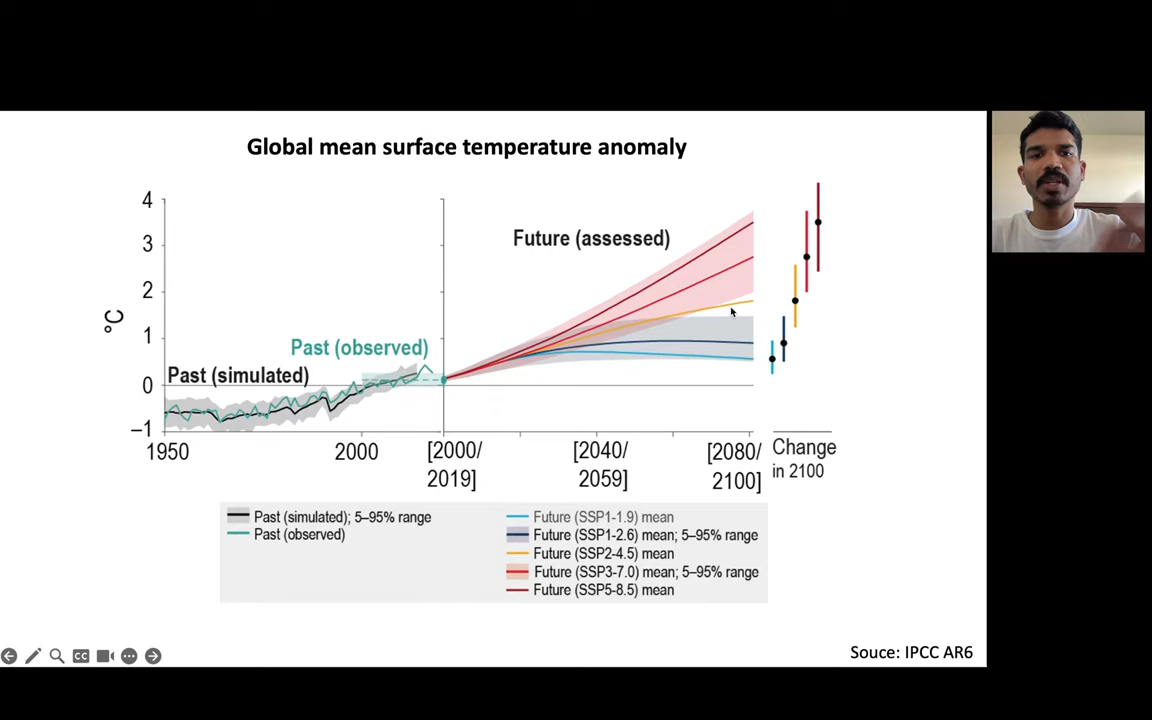 Global mean surface temperature anomaly
4
3
2
1
0
−1
°C
Future (assessed)
Past (observed)
Past (simulated)
1950
2000
[2000/
2019]
[2040/
2059]
[2080/
2100]
Change
in 2100
Past (simulated); 5–95% range
Past (observed)
Future (SSP1-1.9) mean
Future (SSP1-2.6) mean; 5–95% range
Future (SSP2-4.5) mean
Future (SSP3-7.0) mean; 5–95% range
Future (SSP5-8.5) mean
CC
Souce: IPCC AR6